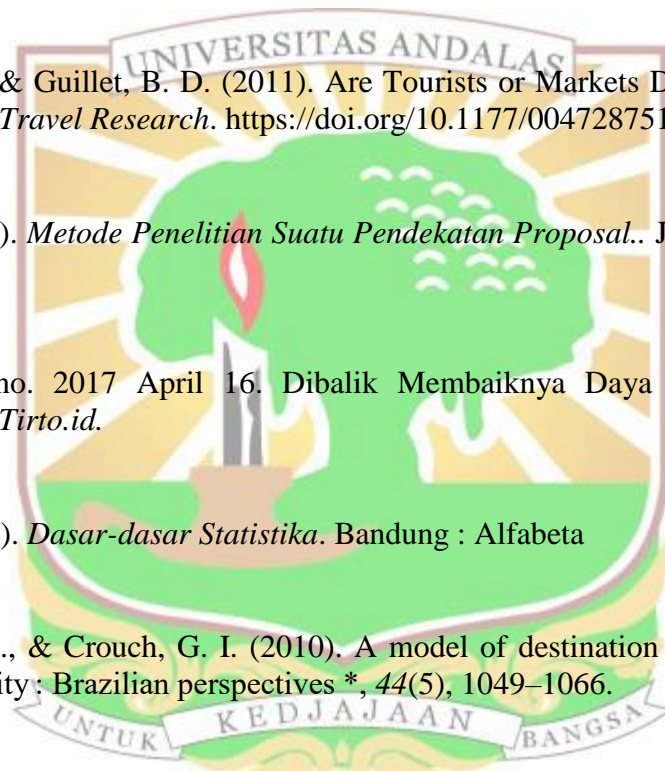 UNIVERSITAS ANDALAS
& Guillet, B. D. (2011). Are Tourists or Markets D
Travel Research. https://doi.org/10.1177/004728751
). Metode Penelitian Suatu Pendekatan Proposal.. J
no. 2017 April 16. Dibalik Membaiknya Daya
Tirto.id.
). Dasar-dasar Statistika. Bandung : Alfabeta
., & Crouch, G. I. (2010). A model of destination
ity : Brazilian perspectives *, 44(5), 1049–1066.
UNTUK KEDJAJAAN BANGSA